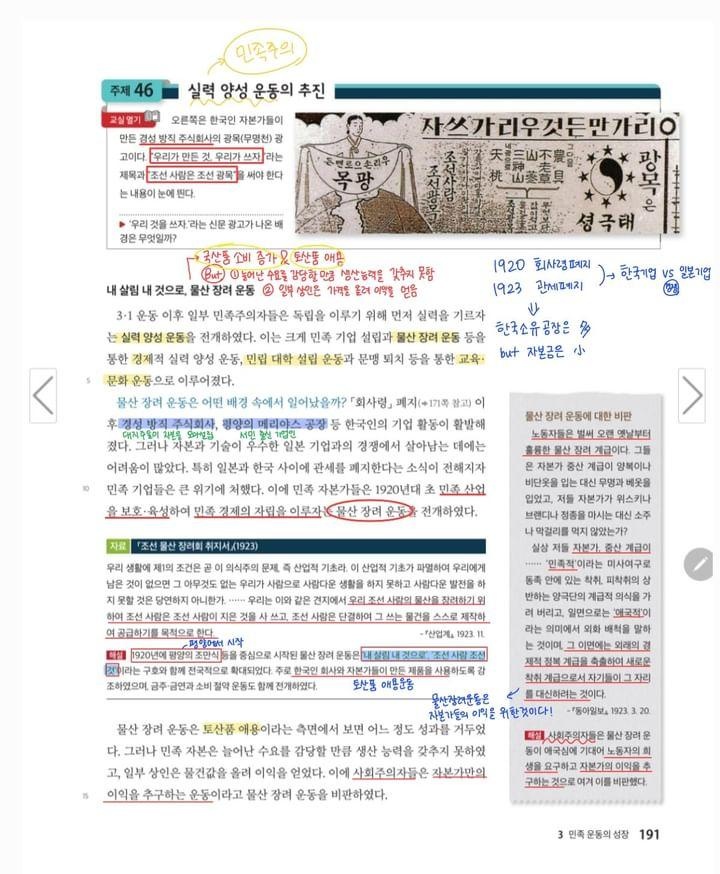 민족주의
주제 46 실력 양성 운동의 추진
교실 열기
오른쪽은 한국인 자본가들이
만든 경성 방직 주식회사의 광목(무명천) 광
고이다. "우리가 만든 것, 우리가 쓰자."라는
제목과 "조선 사람은 조선 광목"을 써야 한다
는 내용이 눈에 띈다.
▶ '우리 것을 쓰자.'라는 신문 광고가 나온 배
경은 무엇일까?
자쓰가리우것든만가리
광목은
태극성
목광
국산품 소비 증가 & 토산품 애용
But ① 늘어난 수요를 감당할 만큼 생산능력을 갖추지 못함
② 일부 상인은 가격을 올려 이익을 얻음
1920 회사령폐지
1923 관세폐지
한국기업 vs 일본기업
↓
한국소유공장은
but 자본금은 小
내 살림 내 것으로, 물산 장려 운동
3·1 운동 이후 일부 민족주의자들은 독립을 이루기 위해 먼저 실력을 기르자
는 실력 양성 운동을 전개하였다. 이는 크게 민족 기업 설립과 물산 장려 운동 등을
통한 경제적 실력 양성 운동, 민립 대학 설립 운동과 문맹 퇴치 등을 통한 교육·
5 문화 운동으로 이루어졌다.
물산 장려 운동은 어떤 배경 속에서 일어났을까? 「회사령」 폐지(➔171쪽 참고) 이
후 경성 방직 주식회사, 평양의 메리야스 공장 등 한국인의 기업 활동이 활발해
대지주들이 자본을 모아설립 서민 출신 기업인
졌다. 그러나 자본과 기술이 우수한 일본 기업과의 경쟁에서 살아남는 데에는
어려움이 많았다. 특히 일본과 한국 사이에 관세를 폐지한다는 소식이 전해지자
10 민족 기업들은 큰 위기에 처했다. 이에 민족 자본가들은 1920년대 초 민족 산업
을 보호·육성하여 민족 경제의 자립을 이루자는 물산 장려 운동을 전개하였다.
자료 「조선 물산 장려회 취지서」(1923)
우리 생활에 제1의 조건은 곧 이 의식주의 문제, 즉 산업적 기초라. 이 산업적 기초가 파멸하여 우리에게
남은 것이 없으면 그 아무것도 없는 우리가 사람으로 사람다운 생활을 하지 못하고 사람다운 발전을 하
지 못할 것은 당연하지 아니한가. …… 우리는 이와 같은 견지에서 우리 조선 사람의 물산을 장려하기 위
하여 조선 사람은 조선 사람이 지은 것을 사 쓰고, 조선 사람은 단결하여 그 쓰는 물건을 스스로 제작하
여 공급하기를 목적으로 한다.
- 「산업계」, 1923. 11.
평양에서 시작
해설 1920년에 평양의 조만식 등을 중심으로 시작된 물산 장려 운동은 '내 살림 내 것으로', '조선 사람 조선
것'이라는 구호와 함께 전국적으로 확대되었다. 주로 한국인 회사와 자본가들이 만든 제품을 사용하도록 강
조하였으며, 금주·금연과 소비 절약 운동도 함께 전개하였다.
토산품 애용운동
물산장려운동은
자본가들의 이익을 위한것이다!
물산 장려 운동은 토산품 애용이라는 측면에서 보면 어느 정도 성과를 거두었
다. 그러나 민족 자본은 늘어난 수요를 감당할 만큼 생산 능력을 갖추지 못하였
고, 일부 상인은 물건값을 올려 이익을 얻었다. 이에 사회주의자들은 자본가만의
15 이익을 추구하는 운동이라고 물산 장려 운동을 비판하였다.
물산 장려 운동에 대한 비판
노동자들은 벌써 오랜 옛날부터
훌륭한 물산 장려 계급이다. 그들
은 자본가 중산 계급이 양복이나
비단옷을 입는 대신 무명과 베옷을
입었고, 저들 자본가가 위스키나
브랜디나 정종을 마시는 대신 소주
나 막걸리를 먹지 않았는가?
실상 저들 자본가, 중산 계급이
…… '민족적'이라는 미사여구로
동족 안에 있는 착취, 피착취의 상
반하는 양극단의 계급적 의식을 가
려 버리고, 일면으로는 '애국적'이
라는 의미에서 외화 배척을 말하
는 것이며, 그 이면에는 외래의 경
제적 정복 계급을 축출하여 새로운
착취 계급으로서 자기들이 그 자리
를 대신하려는 것이다.
- 「동아일보」, 1923. 3. 20.
해설 사회주의자들은 물산 장려 운
동이 애국심에 기대어 노동자의 희
생을 요구하고 자본가의 이익을 추
구하는 것으로 여겨 이를 비판했다.
3 민족 운동의 성장 191